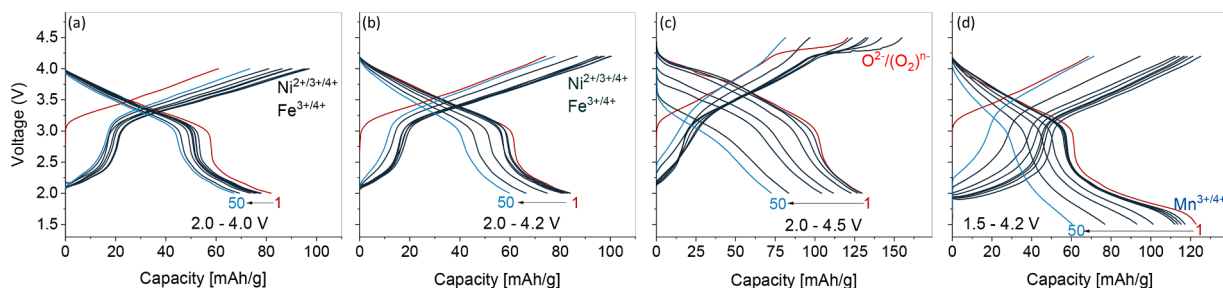 (a)
4.5
4.0
3.5
3.0
2.5
2.0
1.5
Voltage (V)
Ni2+/3+/4+
Fe3+/4+
50 1
2.0 - 4.0 V
0 20 40 60 80 100
Capacity [mAh/g]
(b)
Ni2+/3+/4+
Fe3+/4+
50 1
2.0 - 4.2 V
0 20 40 60 80 100
Capacity [mAh/g]
(c)
O2-/(O2)n-
50 1
2.0 - 4.5 V
0 25 50 75 100 125 150
Capacity [mAh/g]
(d)
Mn3+/4+
50 1
1.5 - 4.2 V
0 20 40 60 80 100 120
Capacity [mAh/g]